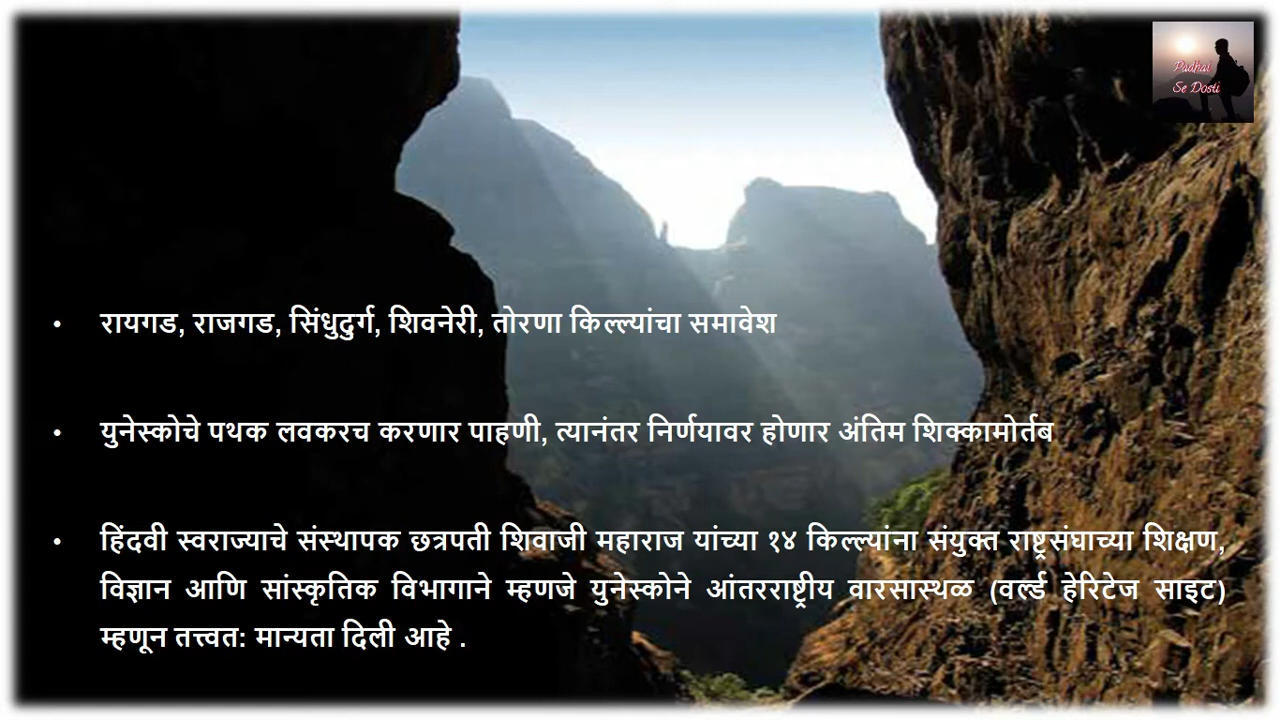 Padhai
Se Dosti
• रायगड, राजगड, सिंधुदुर्ग, शिवनेरी, तोरणा किल्ल्यांचा समावेश
• युनेस्कोचे पथक लवकरच करणार पाहणी, त्यानंतर निर्णयावर होणार अंतिम शिक्कामोर्तब
• हिंदवी स्वराज्याचे संस्थापक छत्रपती शिवाजी महाराज यांच्या १४ किल्ल्यांना संयुक्त राष्ट्रसंघाच्या शिक्षण,
विज्ञान आणि सांस्कृतिक विभागाने म्हणजे युनेस्कोने आंतरराष्ट्रीय वारसास्थळ (वर्ल्ड हेरिटेज साइट)
म्हणून तत्त्वत: मान्यता दिली आहे .